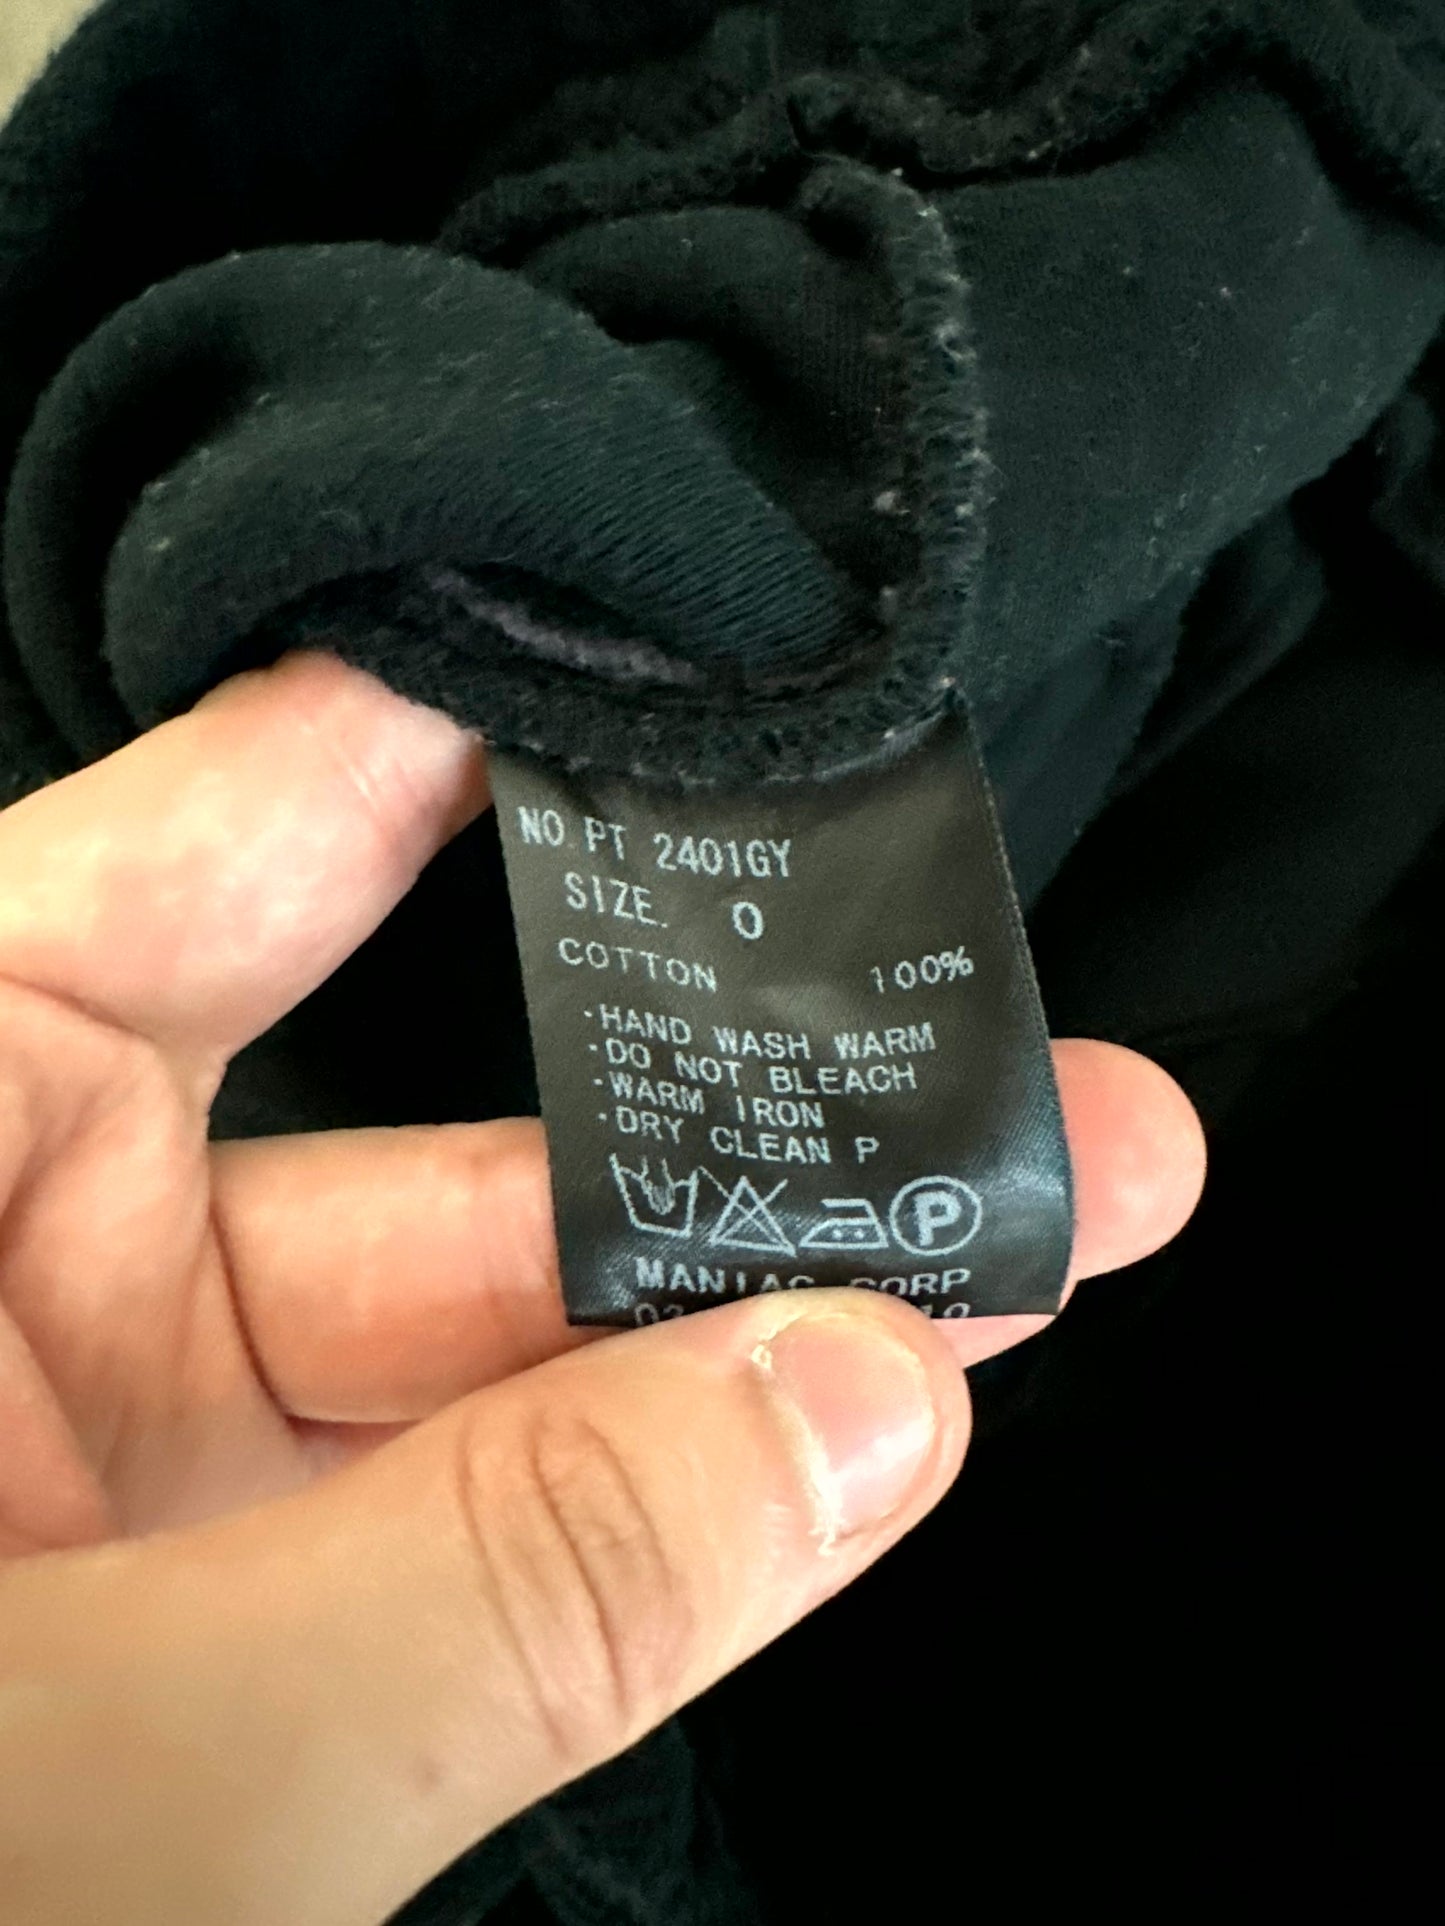 NO.PT 2401GY
SIZE. 0
COTTON 100%
·HAND WASH WARM
·DO NOT BLEACH
·WARM IRON
·DRY CLEAN P
P
MANIAC CORP